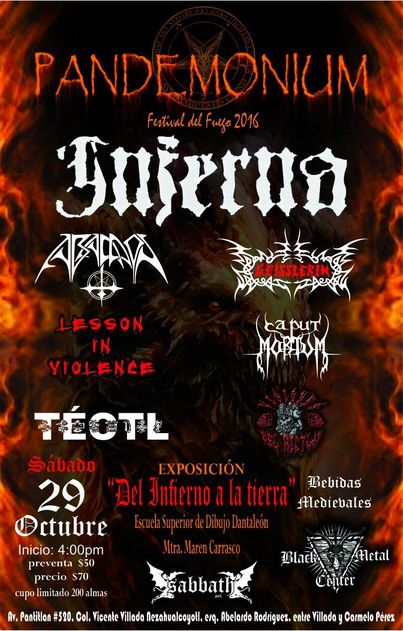 PANDEMONIUM
Festival del Fuego 2016
Inferno
GEISSLERIM
LESSON
IN
VIOLENCE
CAPUT
MORTUUM
TÉOTL
Sábado
29
Octubre
Inicio: 4:00pm
preventa $50
precio $70
cupo limitado 200 almas
EXPOSICIÓN
"Del Infierno a la tierra"
Escuela Superior de Dibujo Dantaleón
Mtra. Maren Carrasco
Bebidas
Medievales
sabbath
Black Metal
Center
Av. Pantitlan #520, Col. Vicente Villada Nezahualcoyotl, esq. Abelardo Rodriguez, entre Villada y Carmelo Pérez